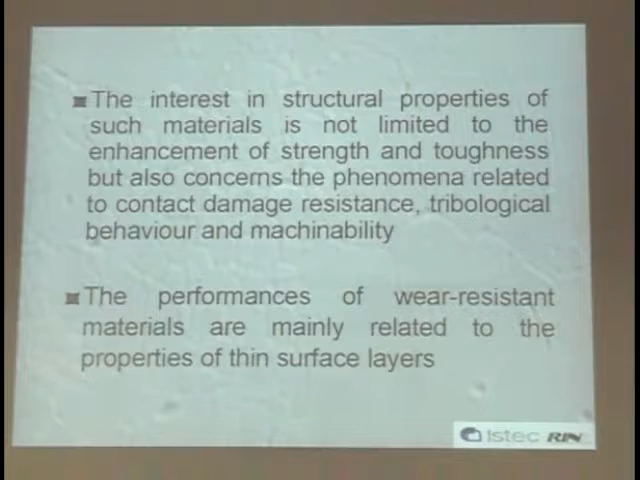 The interest in structural properties of
such materials is not limited to the
enhancement of strength and toughness
but also concerns the phenomena related
to contact damage resistance, tribological
behaviour and machinability
The performances of wear-resistant
materials are mainly related to the
properties of thin surface layers
Istec RIN